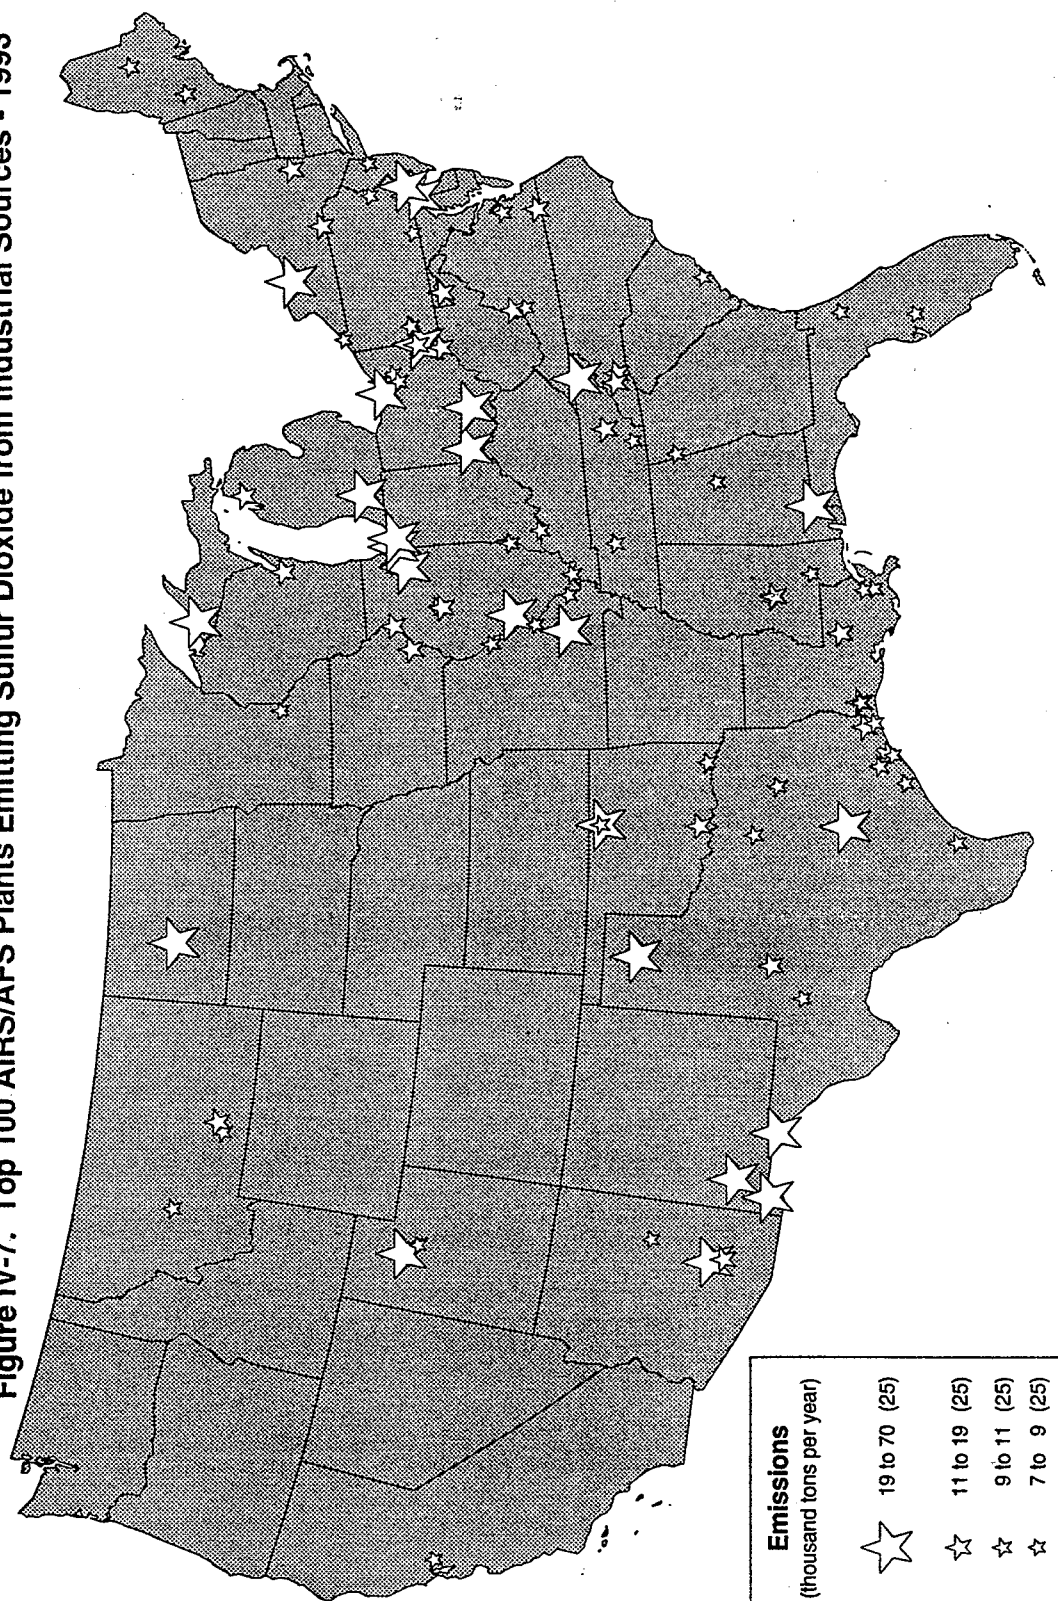 Figure IV-7. Top 100 AIRS/AFS Plants Emitting Sulfur Dioxide from Industrial Sources - 1993
Emissions
(thousand tons per year)
19 to 70 (25)
11 to 19 (25)
9 to 11 (25)
7 to 9 (25)